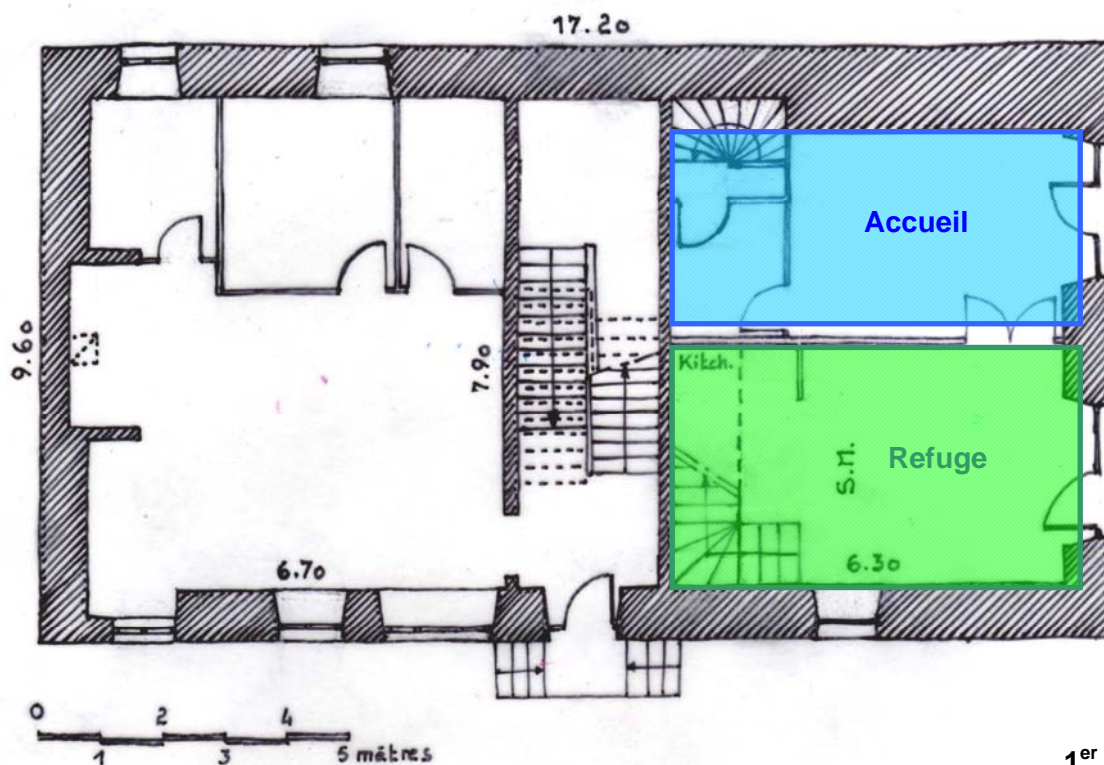 17.20
Accueil
9.60
7.90
Kitch.
Refuge
S.M.
6.70
6.30
0 2 4
1 3 5 mètres
1er